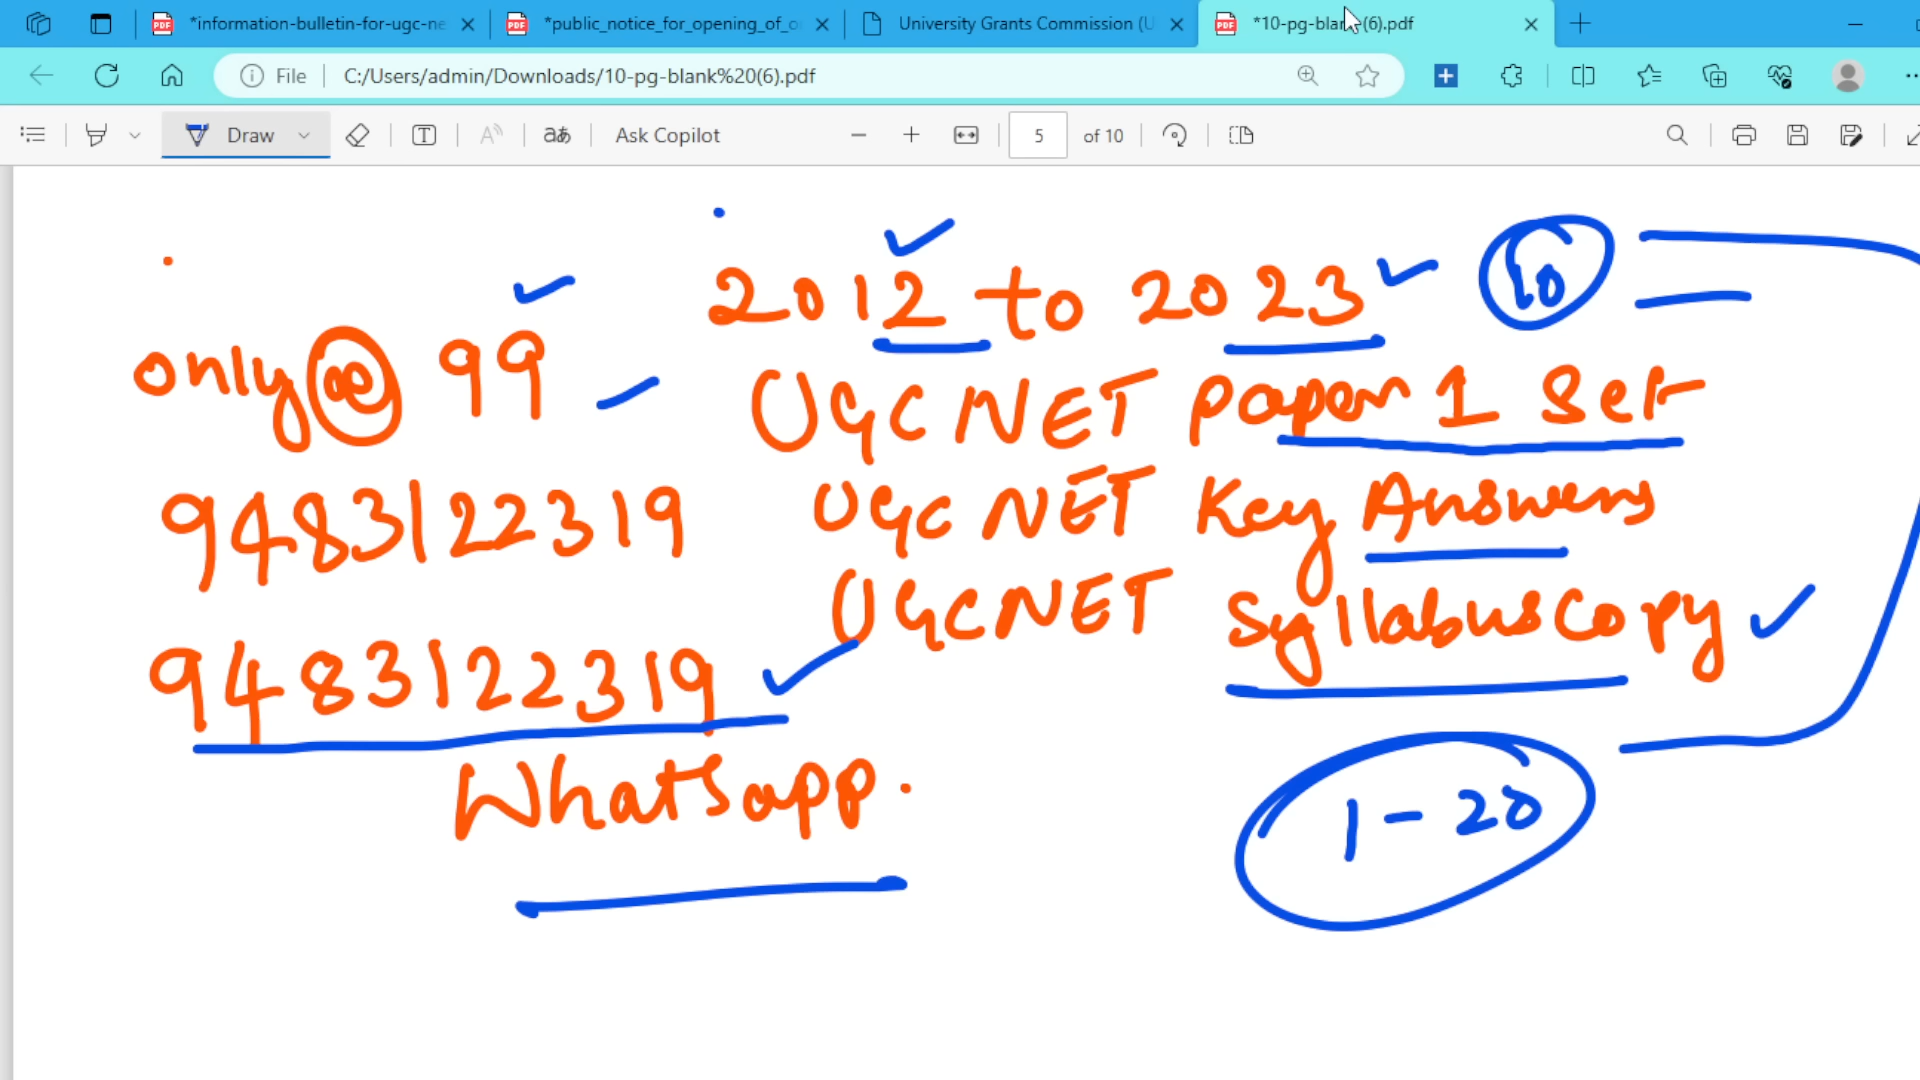 *information-bulletin-for-ugc-ne
*public_notice_for_opening_of_o
University Grants Commission (U
*10-pg-blank (6).pdf
File
C:/Users/admin/Downloads/10-pg-blank%20(6).pdf
Draw
Ask Copilot
5
of 10
2012 to 2023
10
only @ 99
UGC NET Paper 1 Set
9483122319
UGC NET Key Answers
UGC NET Syllabus Copy
9483122319
Whatsapp.
1 - 20